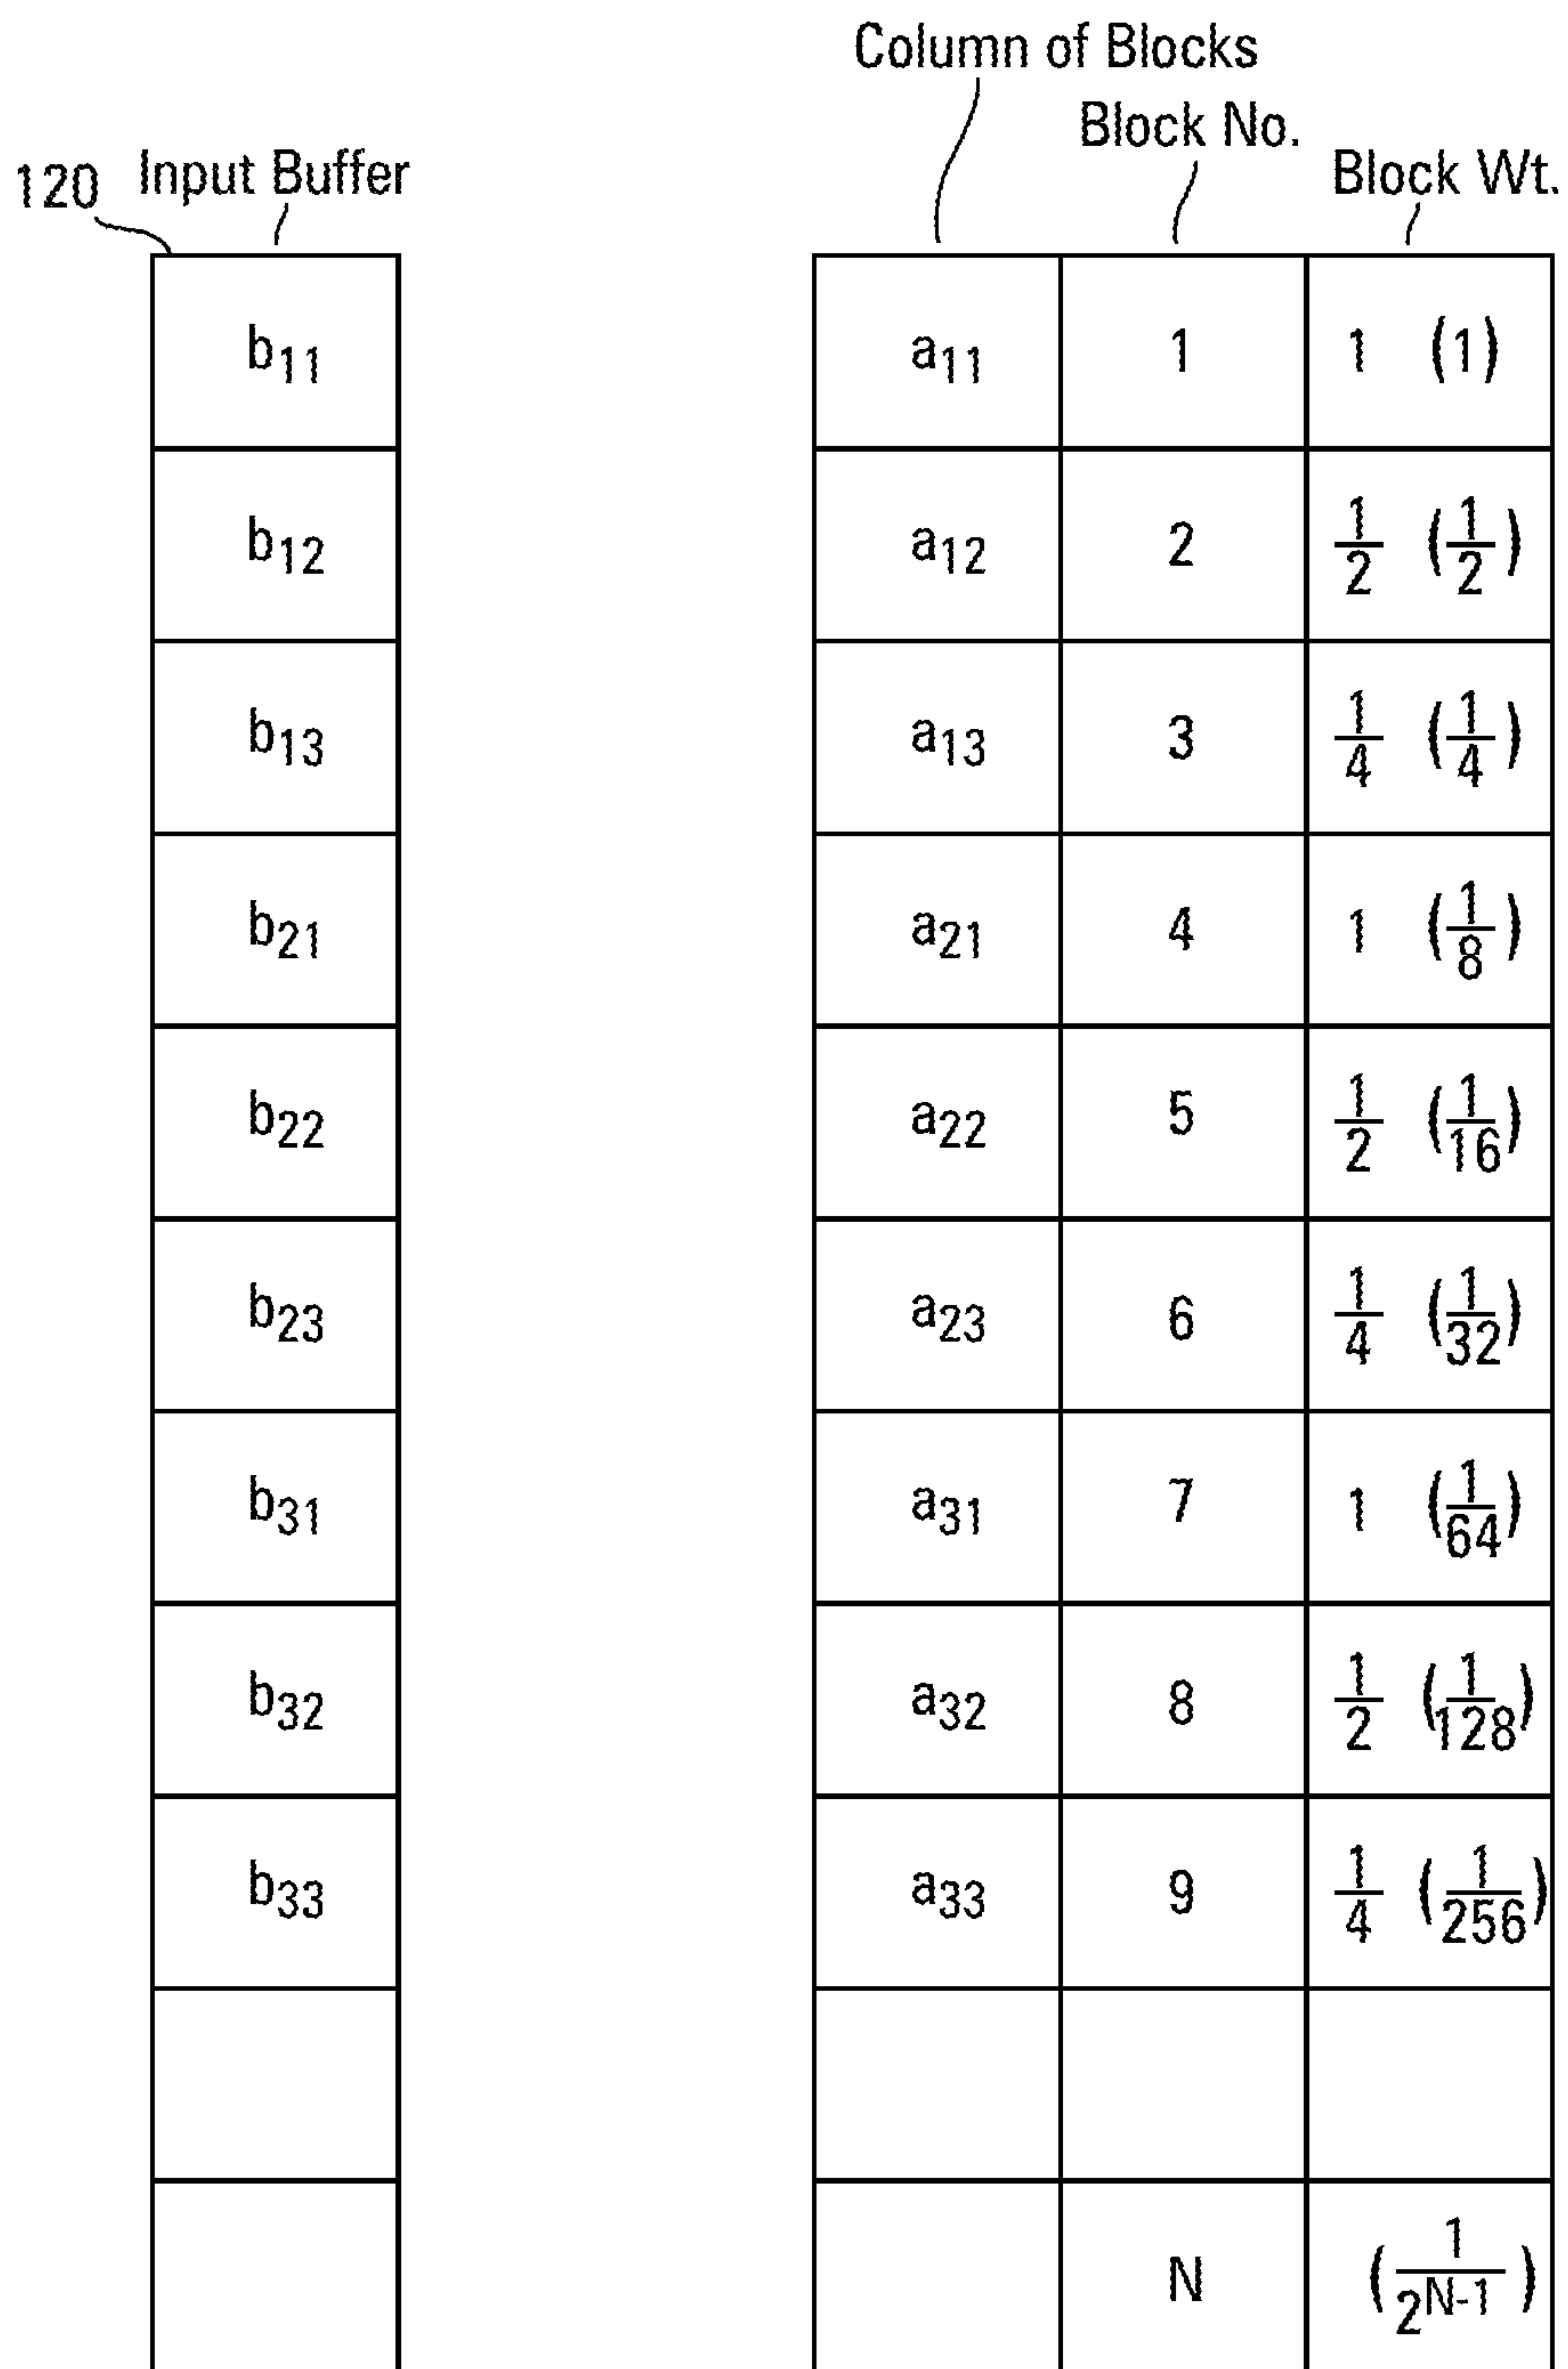 Column of Blocks
Block No.
120 Input Buffer Block Wt.
b11 a11 1 1 (1)
b12 a12 2 1/2 (1/2)
b13 a13 3 1/4 (1/4)
b21 a21 4 1 (1/8)
b22 a22 5 1/2 (1/16)
b23 a23 6 1/4 (1/32)
b31 a31 7 1 (1/64)
b32 a32 8 1/2 (1/128)
b33 a33 9 1/4 (1/256)
N (1/2^N-1)